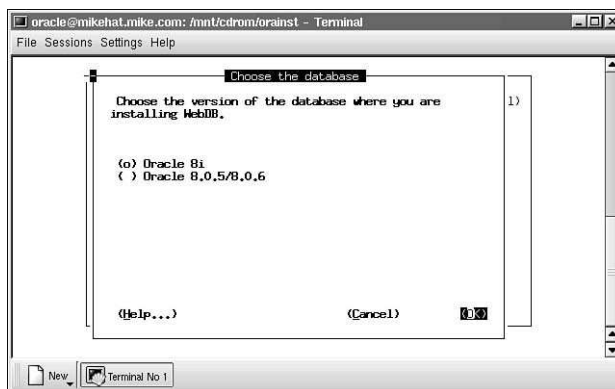 oracle@mikehat.mike.com: /mnt/cdrom/orainst - Terminal
File Sessions Settings Help
Choose the database
Choose the version of the database where you are
installing WebDB.
1)
(o) Oracle 8i
( ) Oracle 8.0.5/8.0.6
(Help...) (Cancel) (OK)
New Terminal No 1